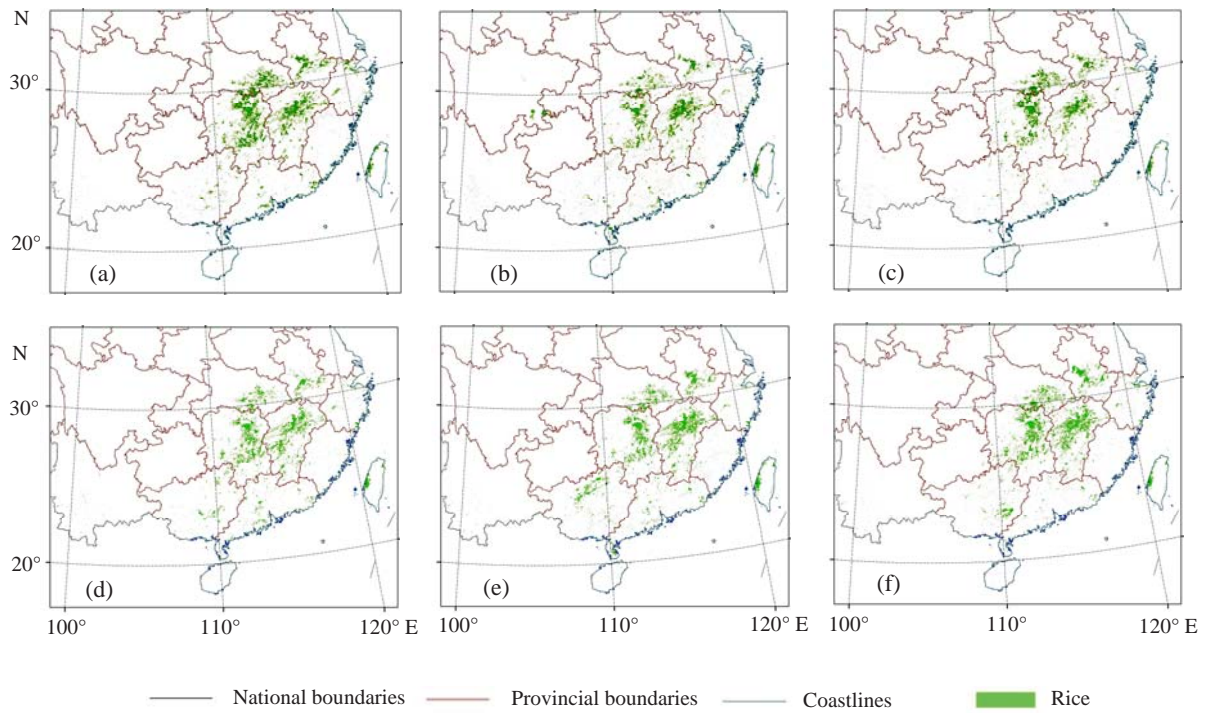 N
30°
20°
(a)
(b)
(c)
N
30°
20°
(d)
(e)
(f)
100°
110°
120° E
100°
110°
120° E
100°
110°
120° E
National boundaries
Provincial boundaries
Coastlines
Rice